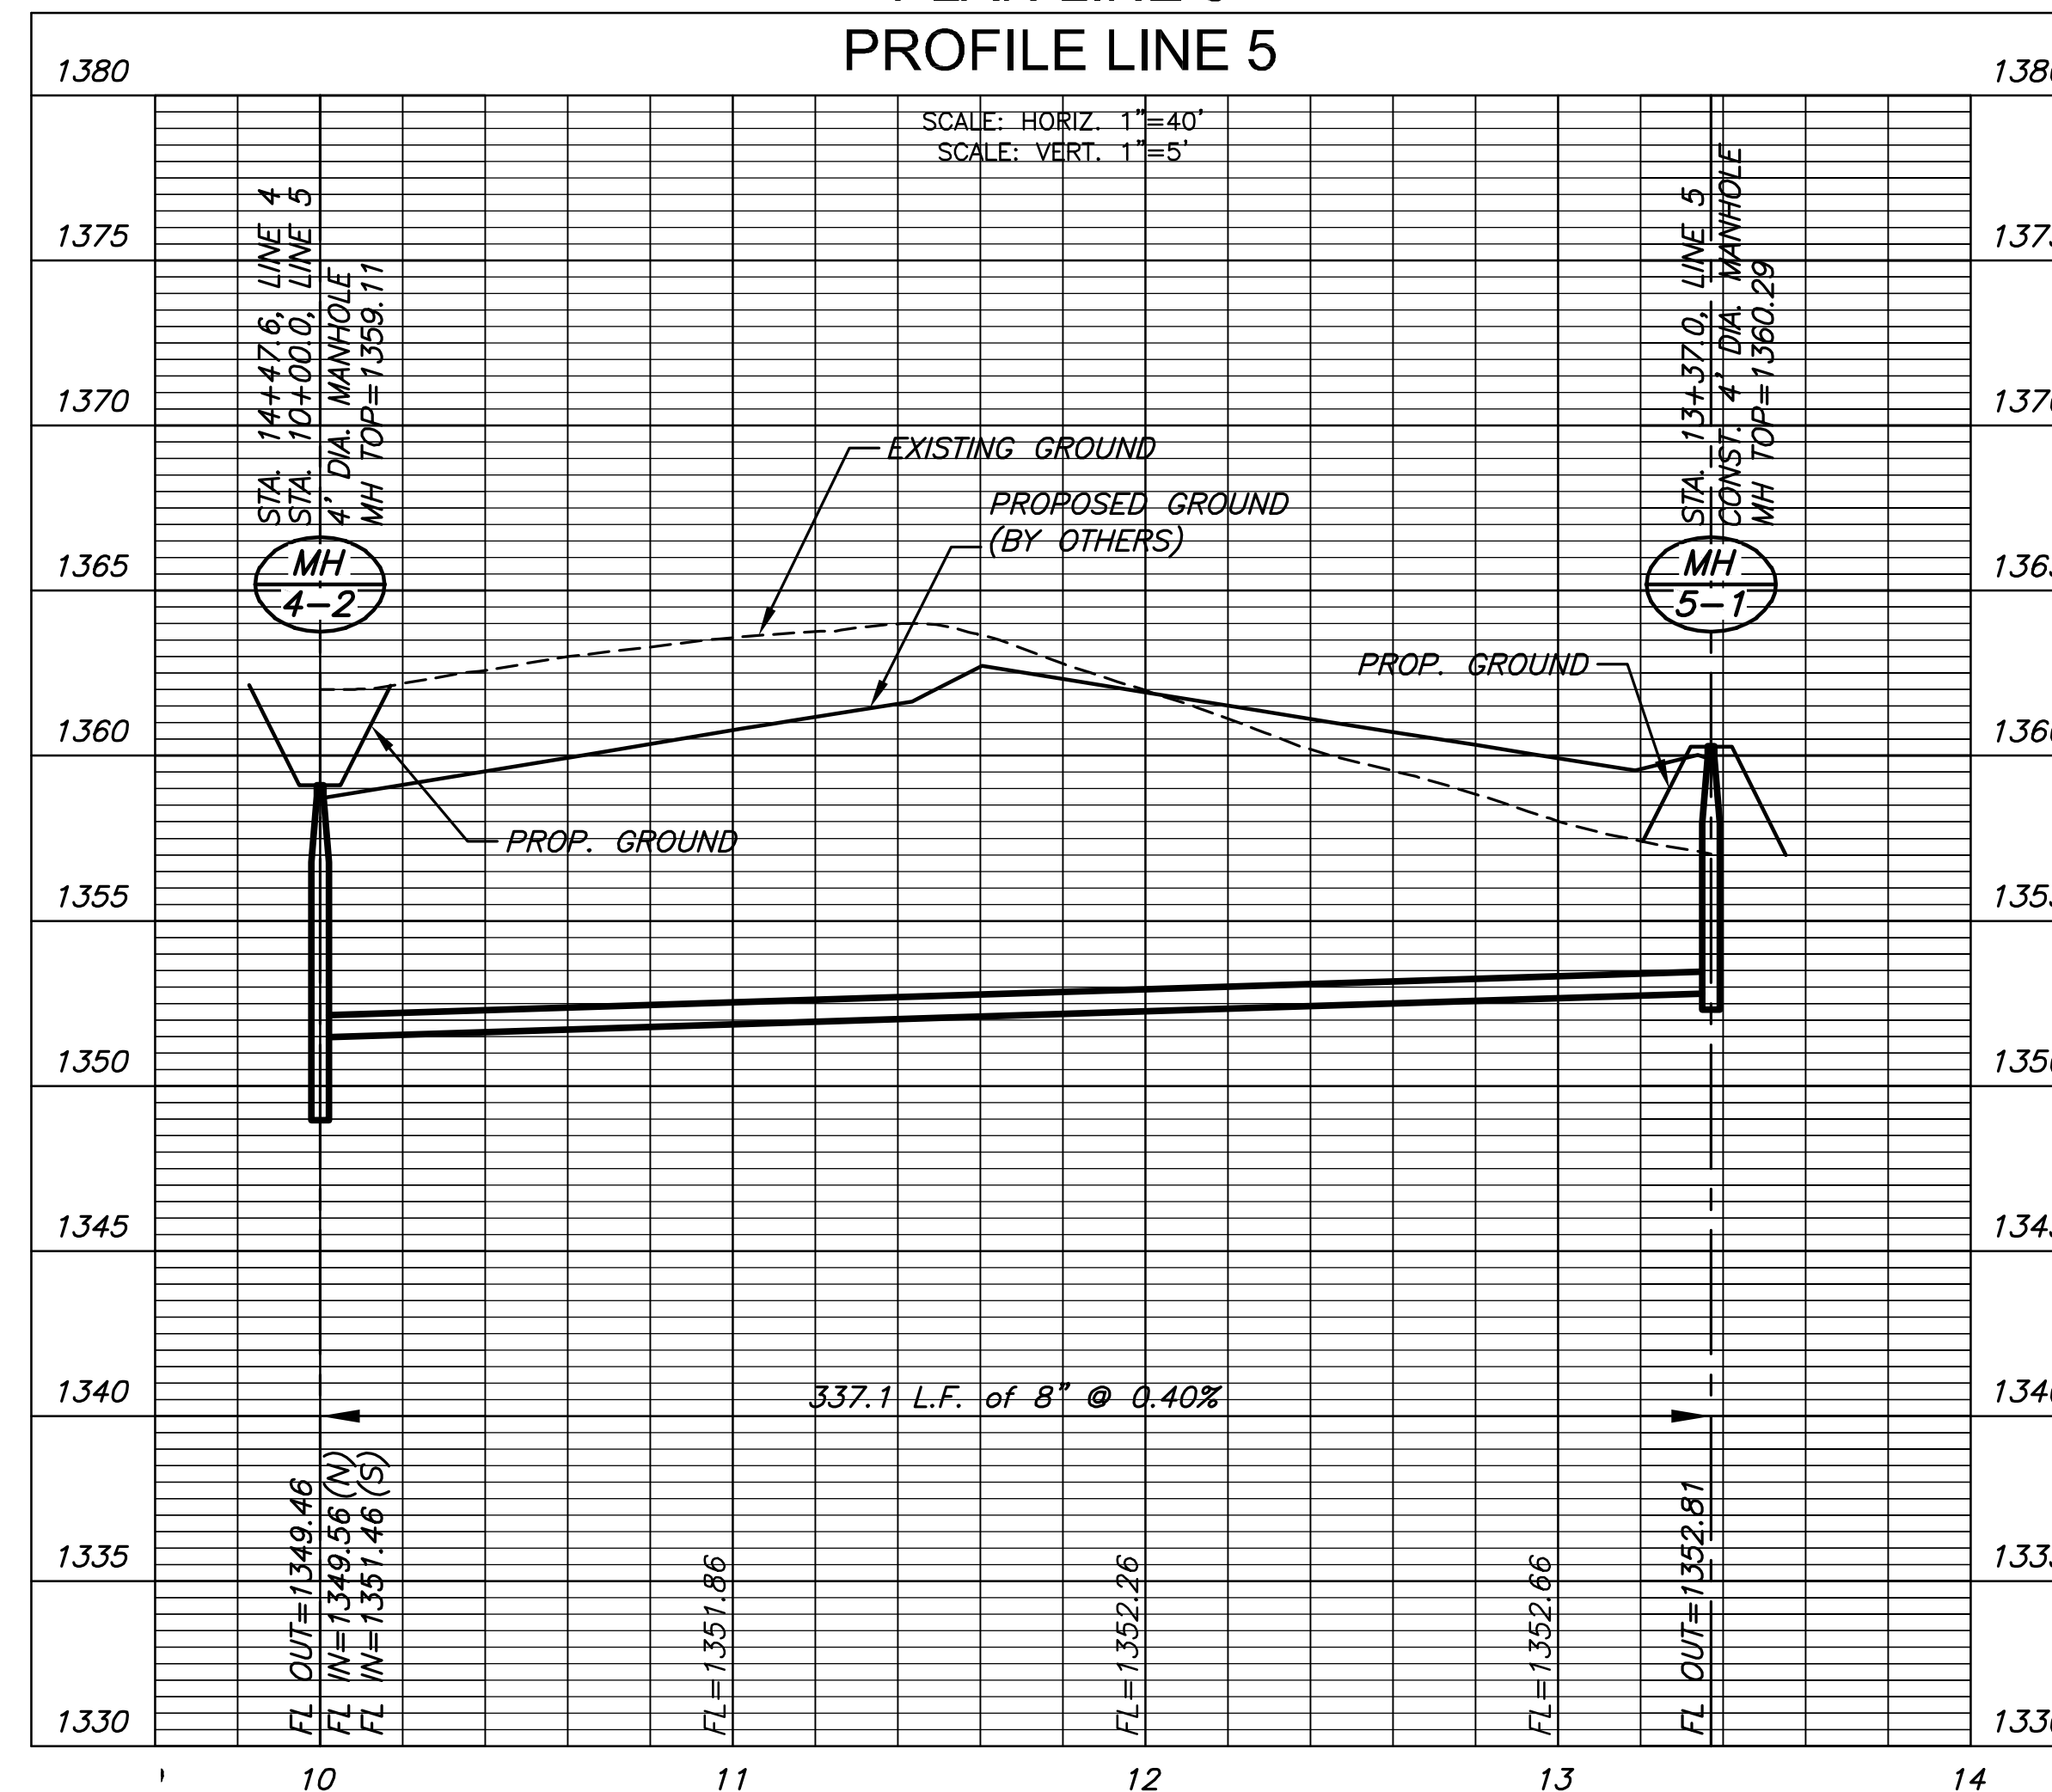 PROFILE LINE 5
SCALE: HORIZ. 1"=40'
SCALE: VERT. 1"=5'
1380
1375
1370
1365
1360
1355
1350
1345
1340
1335
1330
STA. 14+47.6, LINE 4
STA. 10+00.0, LINE 5
4' DIA. MANHOLE
MH TOP=1359.11
MH
4-2
EXISTING GROUND
PROPOSED GROUND
(BY OTHERS)
STA. 13+37.0, LINE 5
CONST. 4' DIA. MANHOLE
MH TOP=1360.29
MH
5-1
PROP. GROUND
PROP. GROUND
337.1 L.F. of 8" @ 0.40%
FL OUT=1349.46
FL IN=1349.56 (N)
FL IN=1351.46 (S)
FL=1351.86
FL=1352.26
FL=1352.66
FL OUT=1352.81
10
11
12
13
14